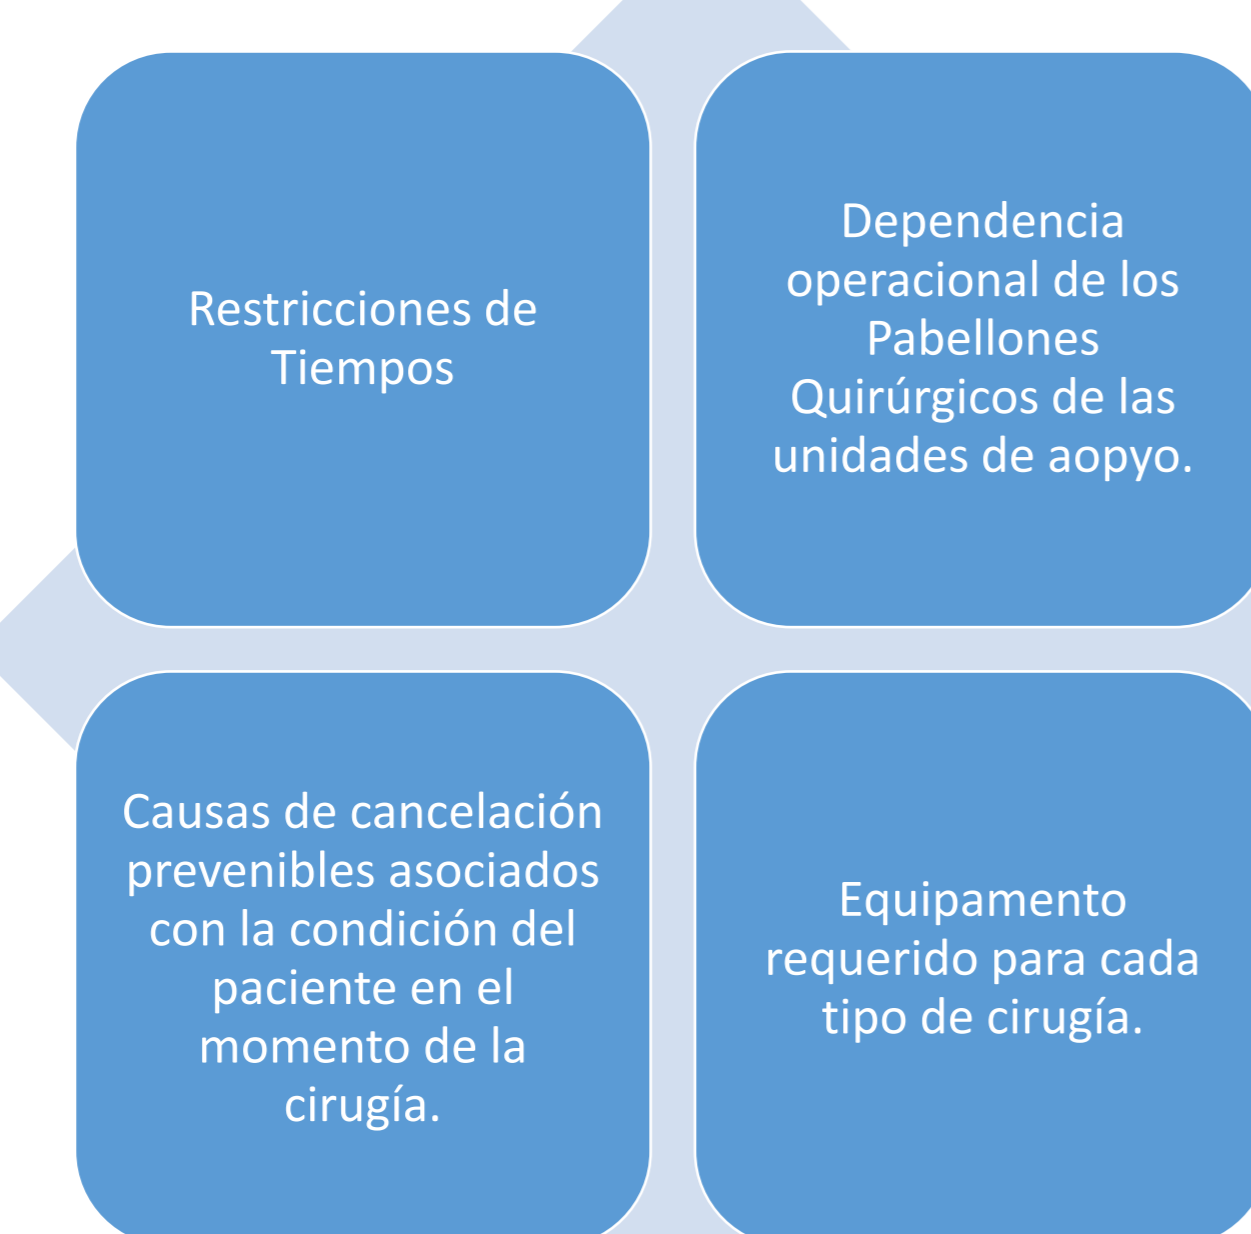 Restricciones de
Tiempos
Dependencia
operacional de los
Pabellones
Quirúrgicos de las
unidades de aopyo.
Causas de cancelación
prevenibles asociados
con la condición del
paciente en el
momento de la
cirugía.
Equipamento
requerido para cada
tipo de cirugía.